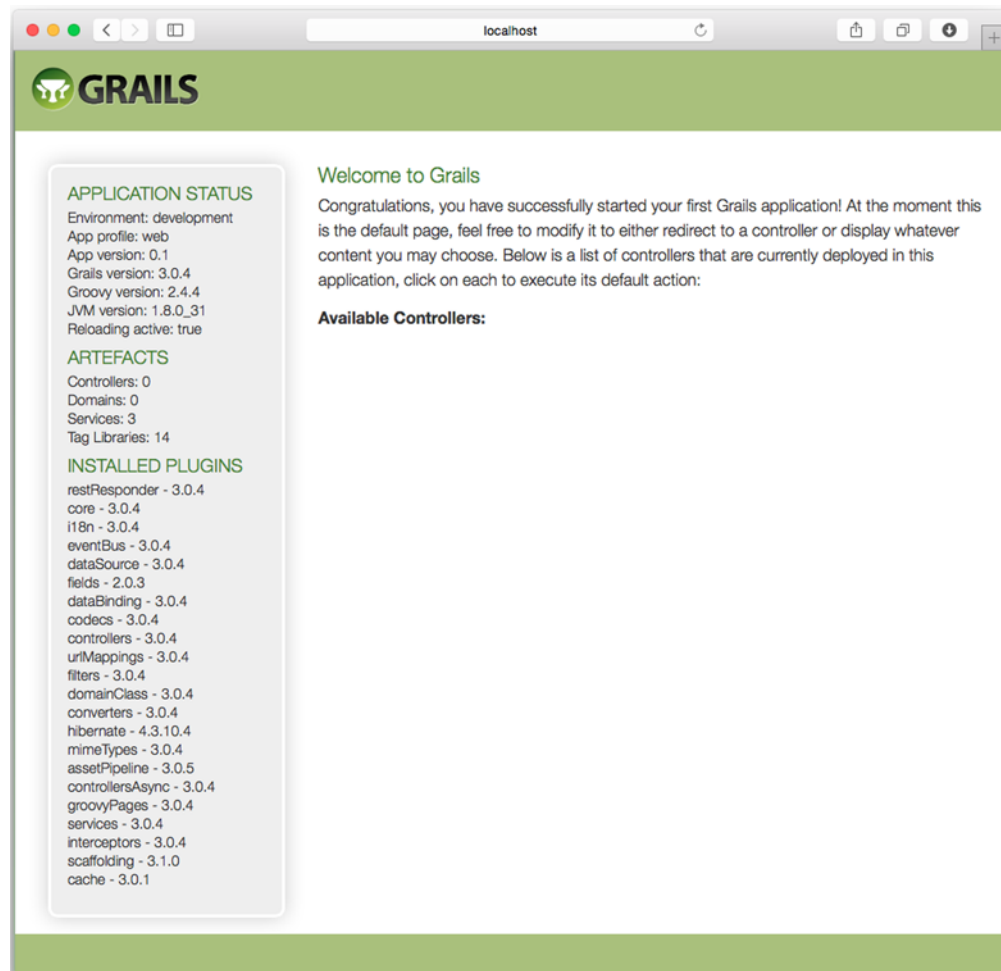 localhost
GRAILS
APPLICATION STATUS
Environment: development
App profile: web
App version: 0.1
Grails version: 3.0.4
Groovy version: 2.4.4
JVM version: 1.8.0_31
Reloading active: true
ARTEFACTS
Controllers: 0
Domains: 0
Services: 3
Tag Libraries: 14
INSTALLED PLUGINS
restResponder - 3.0.4
core - 3.0.4
i18n - 3.0.4
eventBus - 3.0.4
dataSource - 3.0.4
fields - 2.0.3
dataBinding - 3.0.4
codecs - 3.0.4
controllers - 3.0.4
urlMappings - 3.0.4
filters - 3.0.4
domainClass - 3.0.4
converters - 3.0.4
hibernate - 4.3.10.4
mimeTypes - 3.0.4
assetPipeline - 3.0.5
controllersAsync - 3.0.4
groovyPages - 3.0.4
services - 3.0.4
interceptors - 3.0.4
scaffolding - 3.1.0
cache - 3.0.1
Welcome to Grails
Congratulations, you have successfully started your first Grails application! At the moment this
is the default page, feel free to modify it to either redirect to a controller or display whatever
content you may choose. Below is a list of controllers that are currently deployed in this
application, click on each to execute its default action:
Available Controllers: